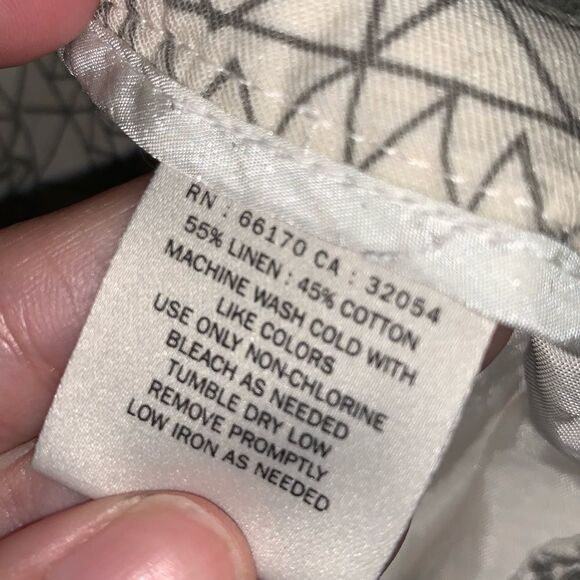 RN : 66170 CA : 32054
55% LINEN : 45% COTTON
MACHINE WASH COLD WITH
LIKE COLORS
USE ONLY NON-CHLORINE
BLEACH AS NEEDED
TUMBLE DRY LOW
REMOVE PROMPTLY
LOW IRON AS NEEDED